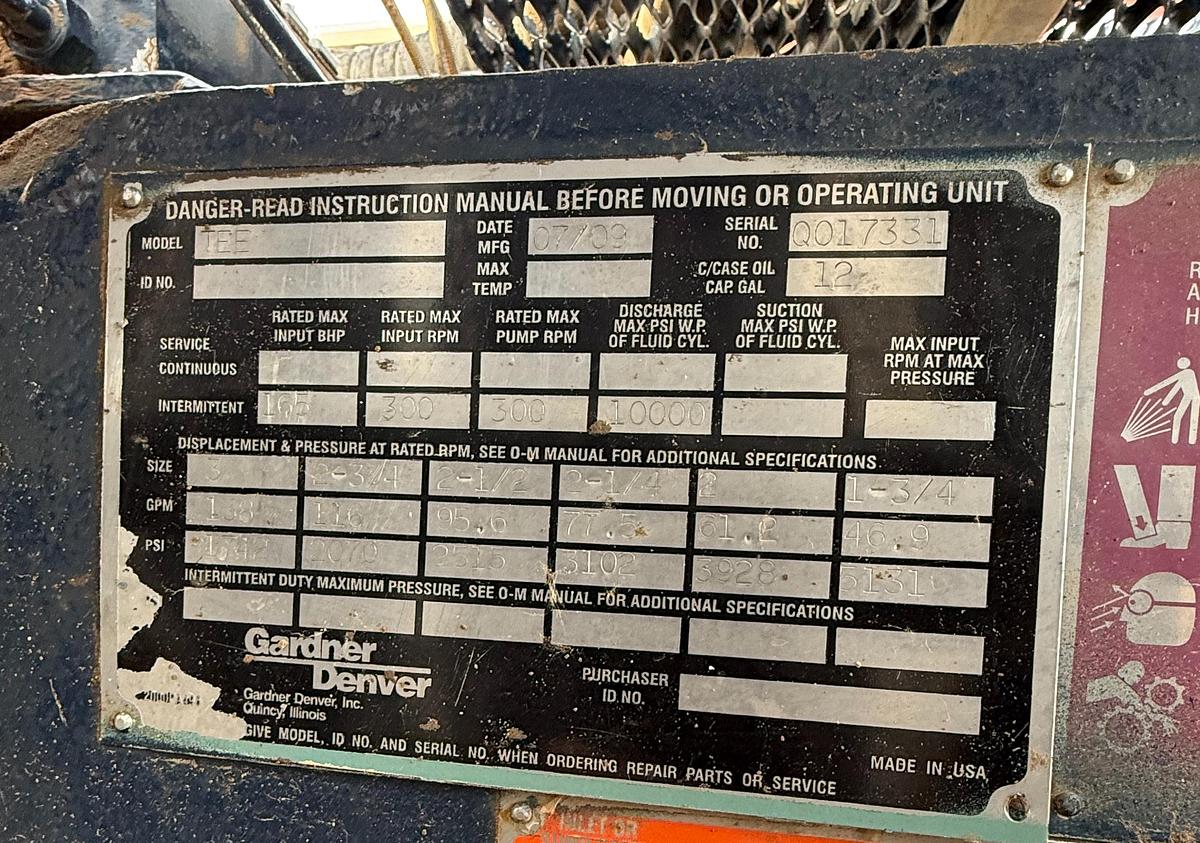 DANGER-READ INSTRUCTION MANUAL BEFORE MOVING OR OPERATING UNIT
MODEL TEE DATE MFG 07/09 SERIAL NO. Q017331
ID NO. MAX TEMP C/CASE OIL CAP. GAL 12
SERVICE RATED MAX INPUT BHP RATED MAX INPUT RPM RATED MAX PUMP RPM DISCHARGE MAX PSI W.P. OF FLUID CYL. SUCTION MAX PSI W.P. OF FLUID CYL. MAX INPUT RPM AT MAX PRESSURE
CONTINUOUS
INTERMITTENT 165 300 300 10000
DISPLACEMENT & PRESSURE AT RATED RPM, SEE O-M MANUAL FOR ADDITIONAL SPECIFICATIONS
SIZE 3 2-3/4 2-1/2 2-1/4 2 1-3/4
GPM 138 116 95.6 77.5 61.2 46.9
PSI 2079 2515 3102 3928 5131
INTERMITTENT DUTY MAXIMUM PRESSURE, SEE O-M MANUAL FOR ADDITIONAL SPECIFICATIONS
Gardner
Denver
Gardner Denver, Inc.
Quincy, Illinois
PURCHASER
ID NO.
GIVE MODEL, ID NO. AND SERIAL NO. WHEN ORDERING REPAIR PARTS OR SERVICE
MADE IN USA
R
A
H
INLET OR